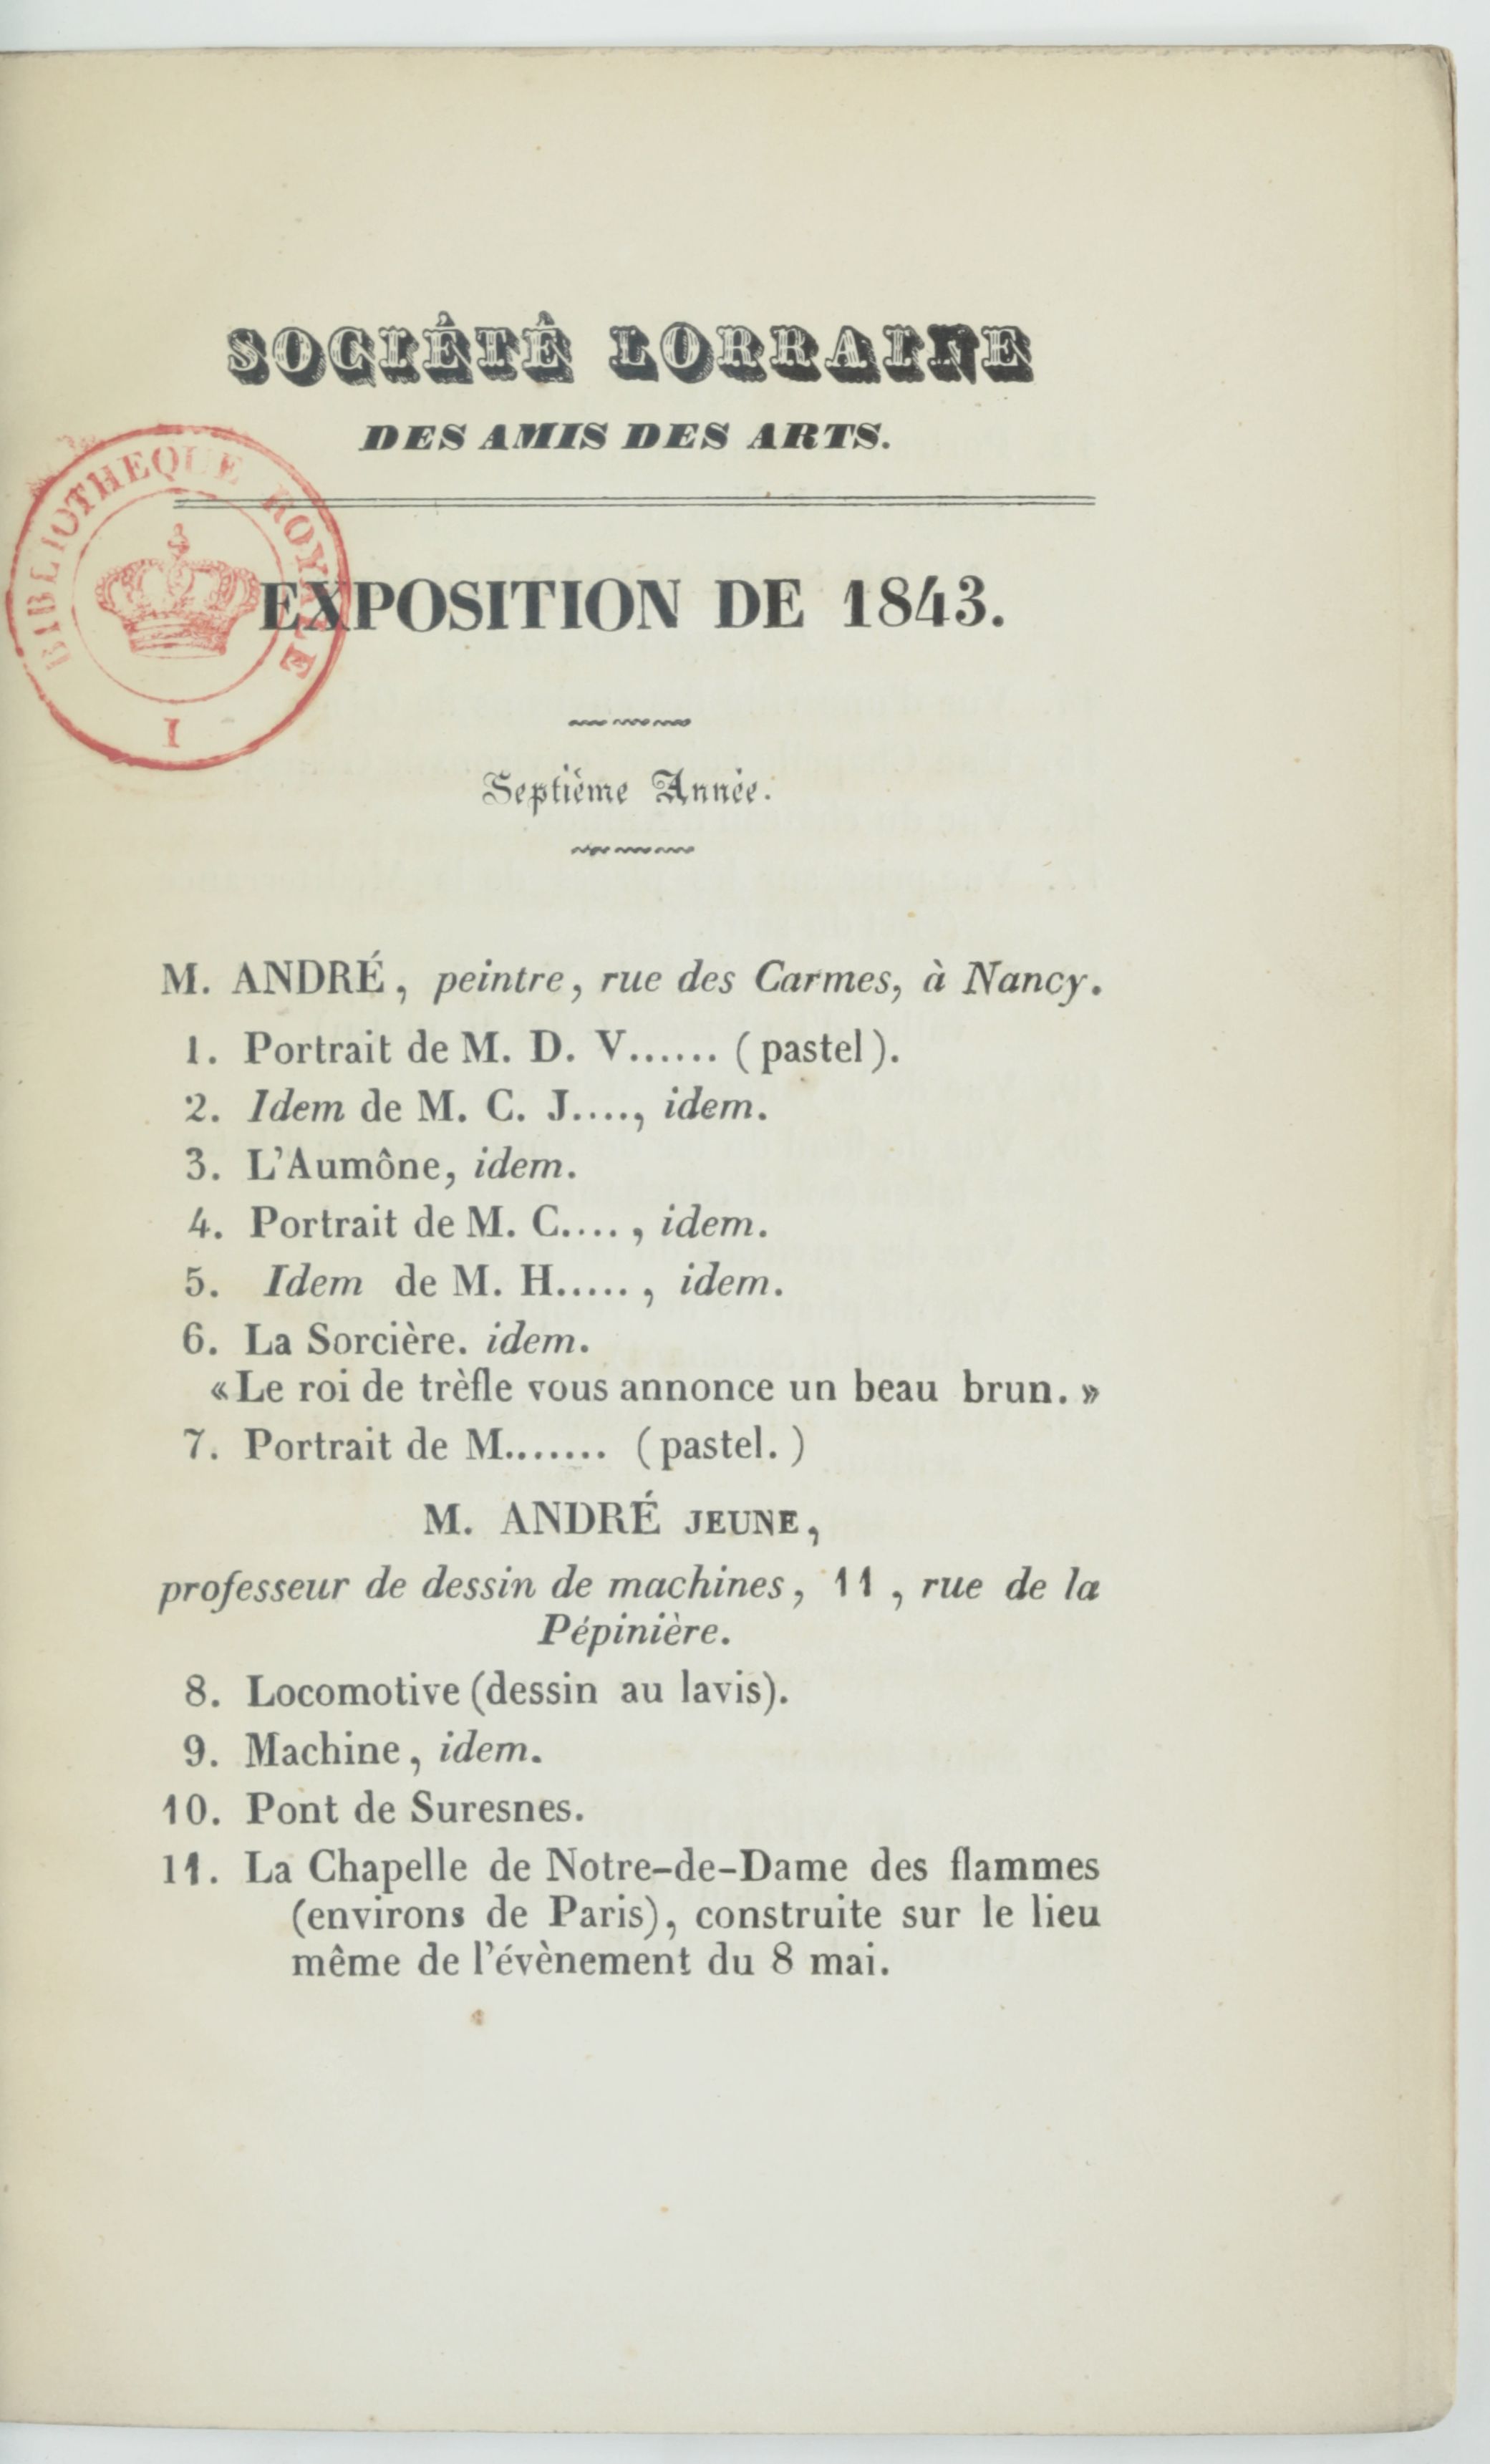 SOCIÉTÉ LORRAINE
DES AMIS DES ARTS.
BIBLIOTHEQUE ROYALE
I
EXPOSITION DE 1843.
Septième Année.
M. ANDRÉ, peintre, rue des Carmes, à Nancy.
1. Portrait de M. D. V...... (pastel).
2. Idem de M. C. J...., idem.
3. L'Aumône, idem.
4. Portrait de M. C...., idem.
5. Idem de M. H....., idem.
6. La Sorcière. idem.
«Le roi de trèfle vous annonce un beau brun.»
7. Portrait de M....... (pastel.)
M. ANDRÉ JEUNE,
professeur de dessin de machines, 11, rue de la
Pépinière.
8. Locomotive (dessin au lavis).
9. Machine, idem.
10. Pont de Suresnes.
11. La Chapelle de Notre-de-Dame des flammes
(environs de Paris), construite sur le lieu
même de l'évènement du 8 mai.